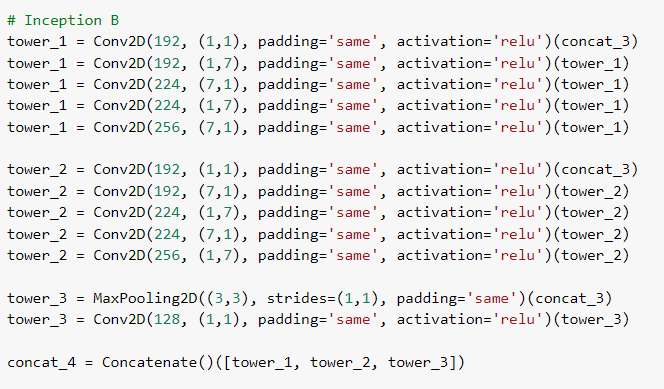 # Inception B
tower_1 = Conv2D(192, (1,1), padding='same', activation='relu')(concat_3)
tower_1 = Conv2D(192, (1,7), padding='same', activation='relu')(tower_1)
tower_1 = Conv2D(224, (7,1), padding='same', activation='relu')(tower_1)
tower_1 = Conv2D(224, (1,7), padding='same', activation='relu')(tower_1)
tower_1 = Conv2D(256, (7,1), padding='same', activation='relu')(tower_1)

tower_2 = Conv2D(192, (1,1), padding='same', activation='relu')(concat_3)
tower_2 = Conv2D(192, (7,1), padding='same', activation='relu')(tower_2)
tower_2 = Conv2D(224, (1,7), padding='same', activation='relu')(tower_2)
tower_2 = Conv2D(224, (7,1), padding='same', activation='relu')(tower_2)
tower_2 = Conv2D(256, (1,7), padding='same', activation='relu')(tower_2)

tower_3 = MaxPooling2D((3,3), strides=(1,1), padding='same')(concat_3)
tower_3 = Conv2D(128, (1,1), padding='same', activation='relu')(tower_3)

concat_4 = Concatenate()([tower_1, tower_2, tower_3])